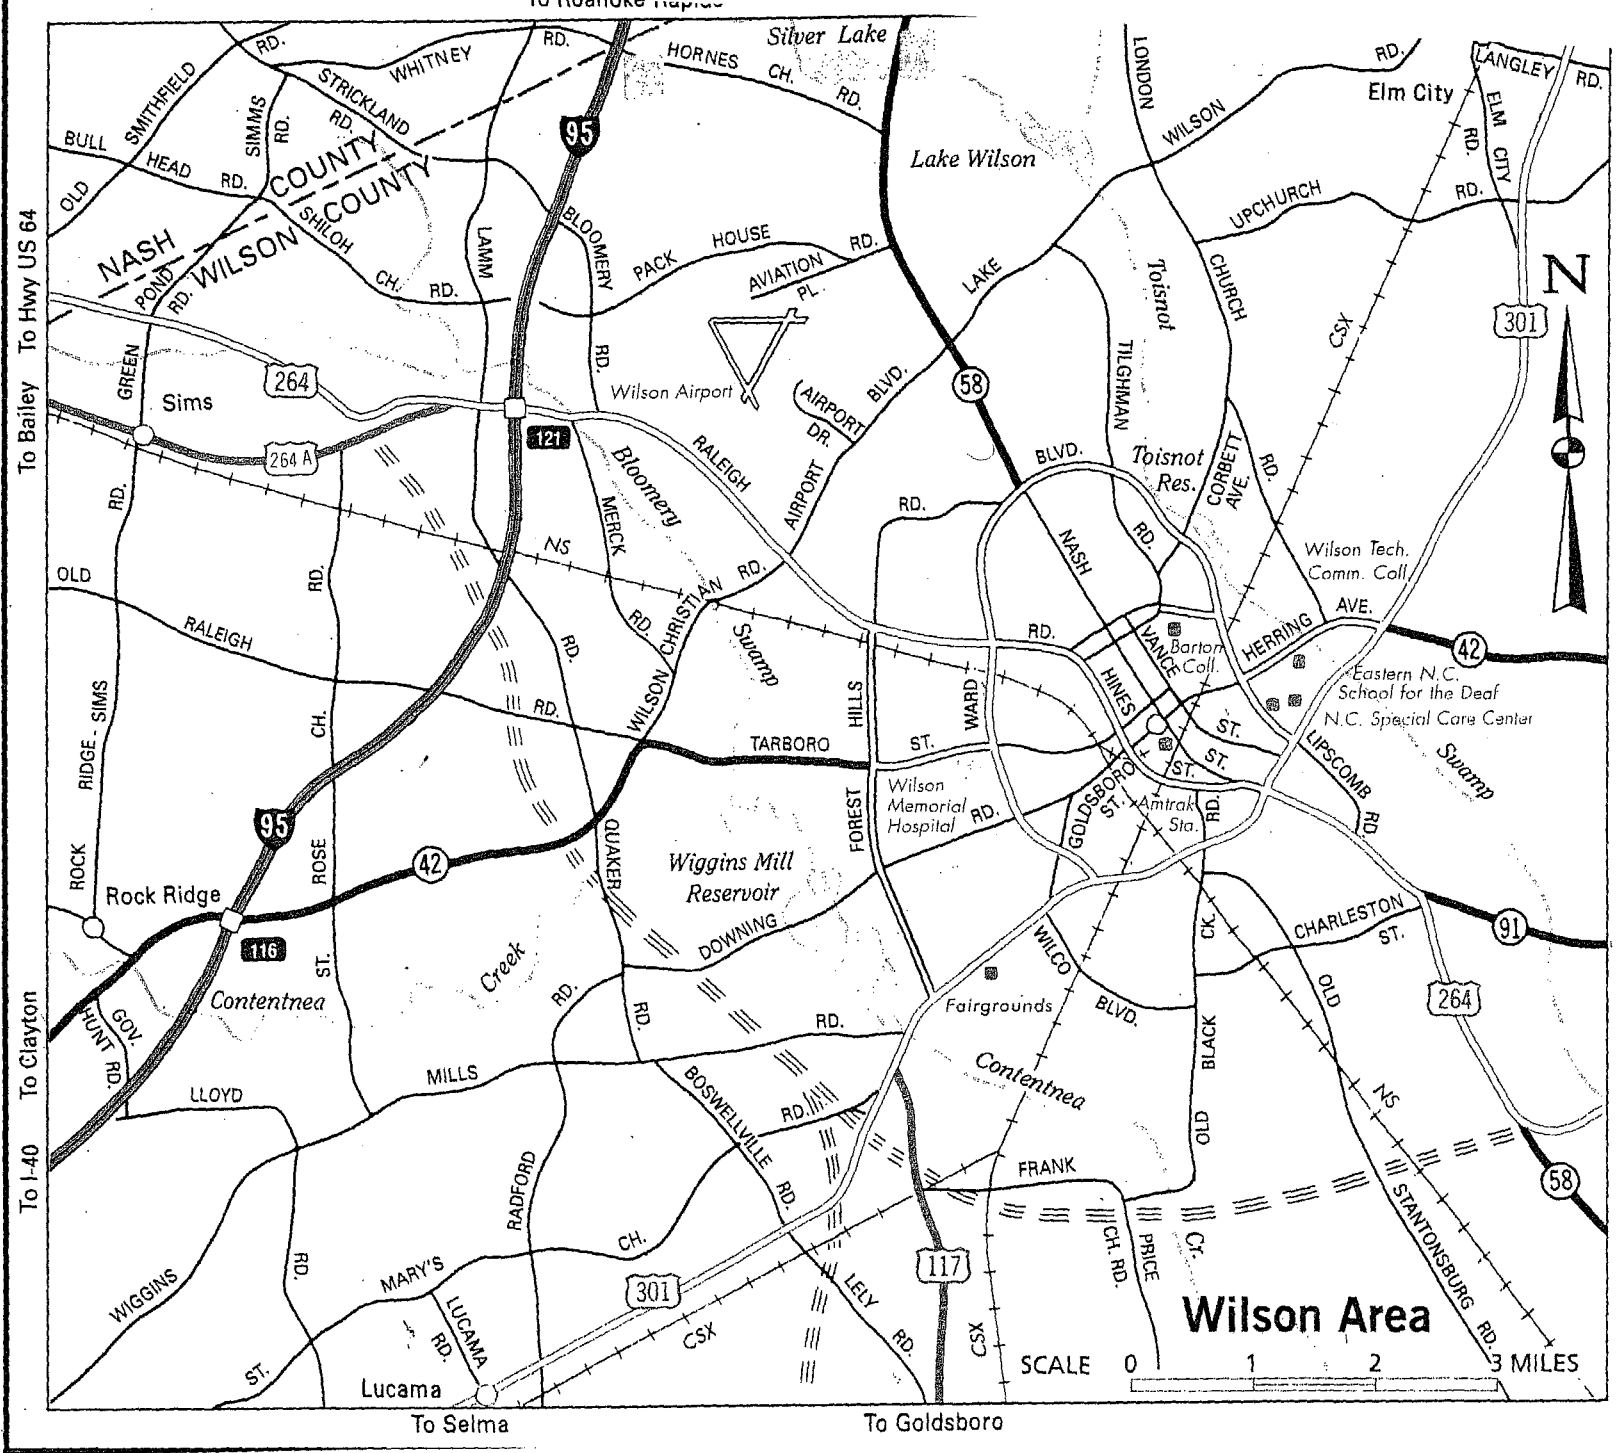 To Roanoke Rapids
Silver Lake
RD.
WHITNEY
RD.
HORNES CH. RD.
LONDON
RD.
LANGLEY RD.
SMITHFIELD
STRICKLAND
RD.
SIMMS
RD.
95
Elm City
ELM CITY
RD.
WILSON
BULL HEAD RD.
COUNTY
COUNTY
Lake Wilson
OLD
UPCHURCH
RD.
SHILOH
CH. RD.
NASH
WILSON
LAMM
BLOOMERY
RD.
PACK HOUSE RD.
AVIATION
PL.
LAKE
Toisnot
CHURCH
N
POND
RD.
To Hwy US 64
CSX
301
GREEN
264
TILGHMAN
Sims
Wilson Airport
AIRPORT
DR.
BLVD.
58
To Bailey
264 A
121
Bloomery
RALEIGH
BLVD.
Toisnot
Res.
CORBETT
AVE.
RD.
RD.
MERCK
AIRPORT
RD.
NS
NASH
RD.
Wilson Tech.
Comm. Coll.
OLD
RD.
CHRISTIAN
RD.
RALEIGH
RD.
RD.
Swamp
RD.
VANCE
Barton
Coll.
HERRING
AVE.
42
SIMS
WILSON
HILLS
WARD
HINES
Eastern N.C.
School for the Deaf
N.C. Special Care Center
CH.
RD.
TARBORO
ST.
ST.
ST.
ST.
LIPSCOMB
RD.
Swamp
RIDGE -
Wilson
Memorial
Hospital
RD.
GOLDSBORO
ST.
Amtrak
Sta.
RD.
95
FOREST
ROCK
ROSE
42
QUAKER
Wiggins Mill
Reservoir
Rock Ridge
DOWNING
CHARLESTON
ST.
91
116
ST.
Creek
WILCO
BLVD.
CK.
OLD
Contentnea
RD.
RD.
Fairgrounds
264
GOV.
HUNT RD.
RD.
BLACK
To Clayton
MILLS
Contentnea
LLOYD
BOSWELLVILLE
RD.
RD.
NS
OLD
To I-40
RADFORD
FRANK
58
RD.
CH.
CH. RD.
PRICE
Cr.
STANTONSBURG
RD.
WIGGINS
MARY'S
117
301
LELY
RD.
LUCAMA
RD.
CSX
CSX
Wilson Area
ST.
Lucama
SCALE 0 1 2 3 MILES
To Selma
To Goldsboro